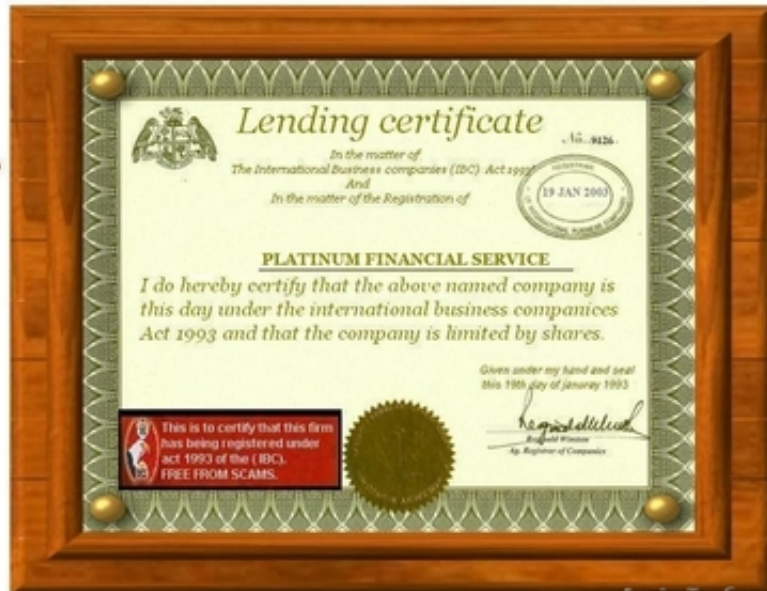 Lending certificate
No. 9126
In the matter of
The International Business companies (IBC) Act 1993
And
In the matter of the Registration of
19 JAN 2003
PLATINUM FINANCIAL SERVICE
I do hereby certify that the above named company is
this day under the international business companices
Act 1993 and that the company is limited by shares.
Given under my hand and seal
this 19th day of januray 1993
This is to certify that this firm
has being registered under
act 1993 of the ( IBC).
FREE FROM SCAMS.
Reginald Winston
Ag. Registrar of Companies